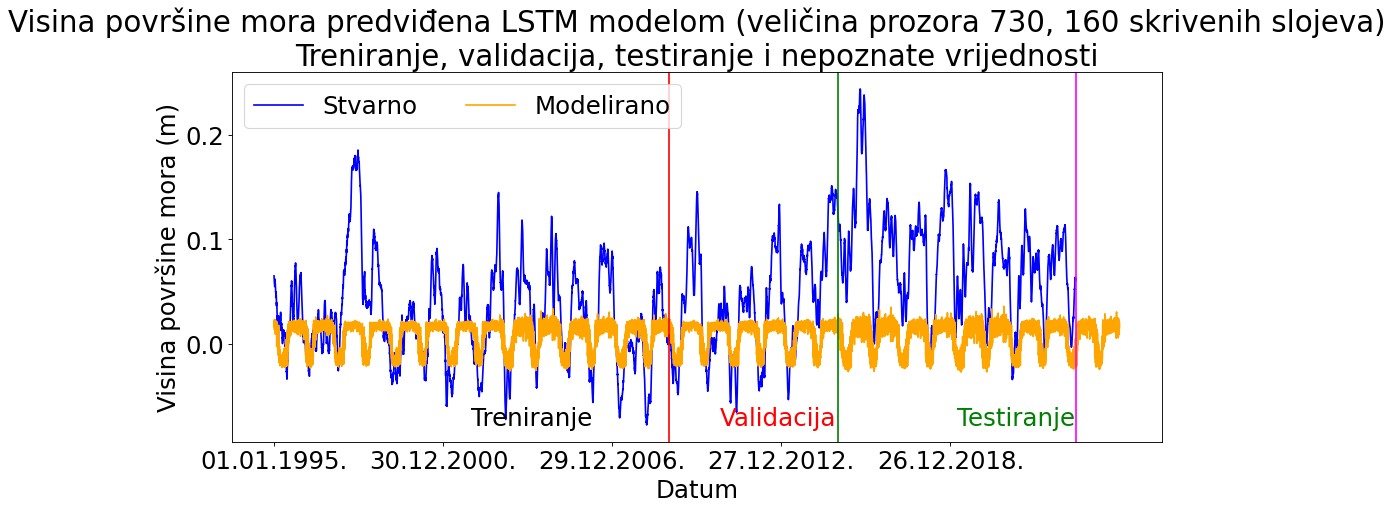 Visina površine mora predviđena LSTM modelom (veličina prozora 730, 160 skrivenih slojeva)
Treniranje, validacija, testiranje i nepoznate vrijednosti
Stvarno Modelirano
Visina površine mora (m)
0.2
0.1
0.0
Treniranje Validacija Testiranje
01.01.1995. 30.12.2000. 29.12.2006. 27.12.2012. 26.12.2018.
Datum